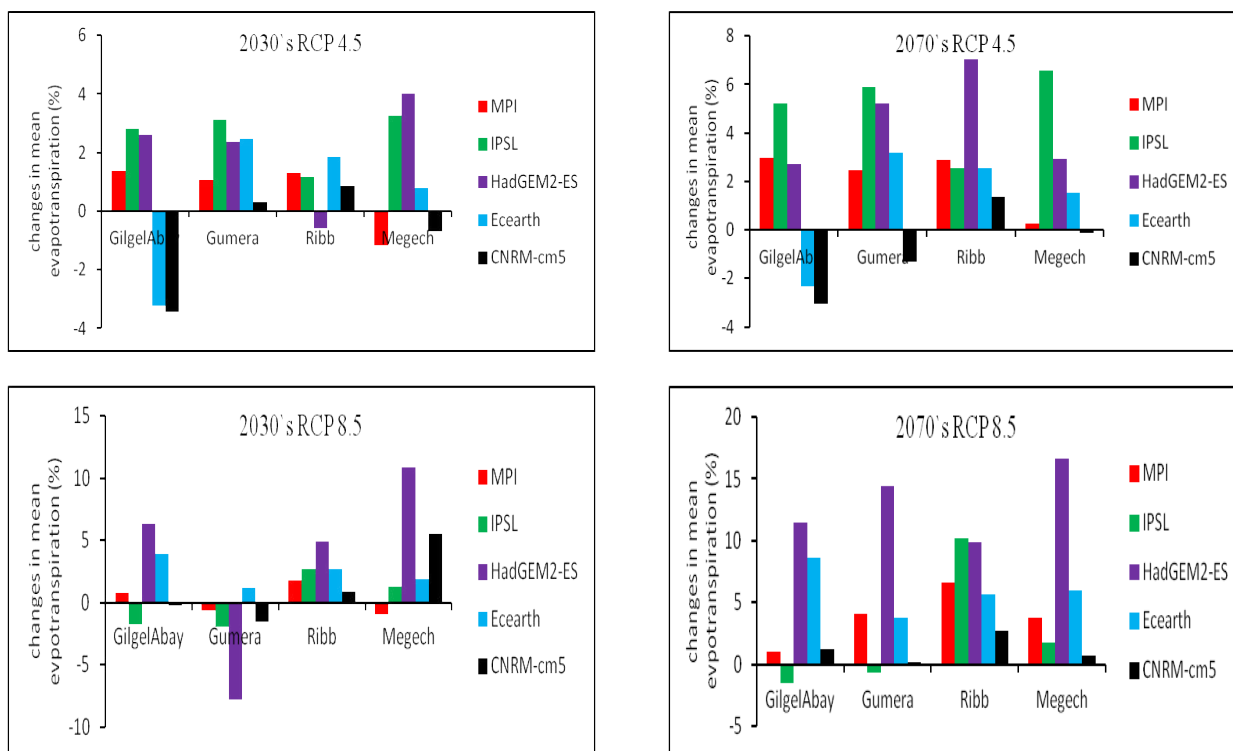 2030`s RCP 4.5
changes in mean
evapotranspiration (%)
6
4
2
0
-2
-4
GilgelAbay
Gumera
Ribb
Megech
MPI
IPSL
HadGEM2-ES
Ecearth
CNRM-cm5
2070`s RCP 4.5
changes in mean
evapotranspiration (%)
8
6
4
2
0
-2
-4
GilgelAbay
Gumera
Ribb
Megech
MPI
IPSL
HadGEM2-ES
Ecearth
CNRM-cm5
2030`s RCP 8.5
changes in mean
evpotranspiration (%)
15
10
5
0
-5
-10
GilgelAbay
Gumera
Ribb
Megech
MPI
IPSL
HadGEM2-ES
Ecearth
CNRM-cm5
2070`s RCP 8.5
changes in mean
evpotranspiration (%)
20
15
10
5
0
-5
GilgelAbay
Gumera
Ribb
Megech
MPI
IPSL
HadGEM2-ES
Ecearth
CNRM-cm5